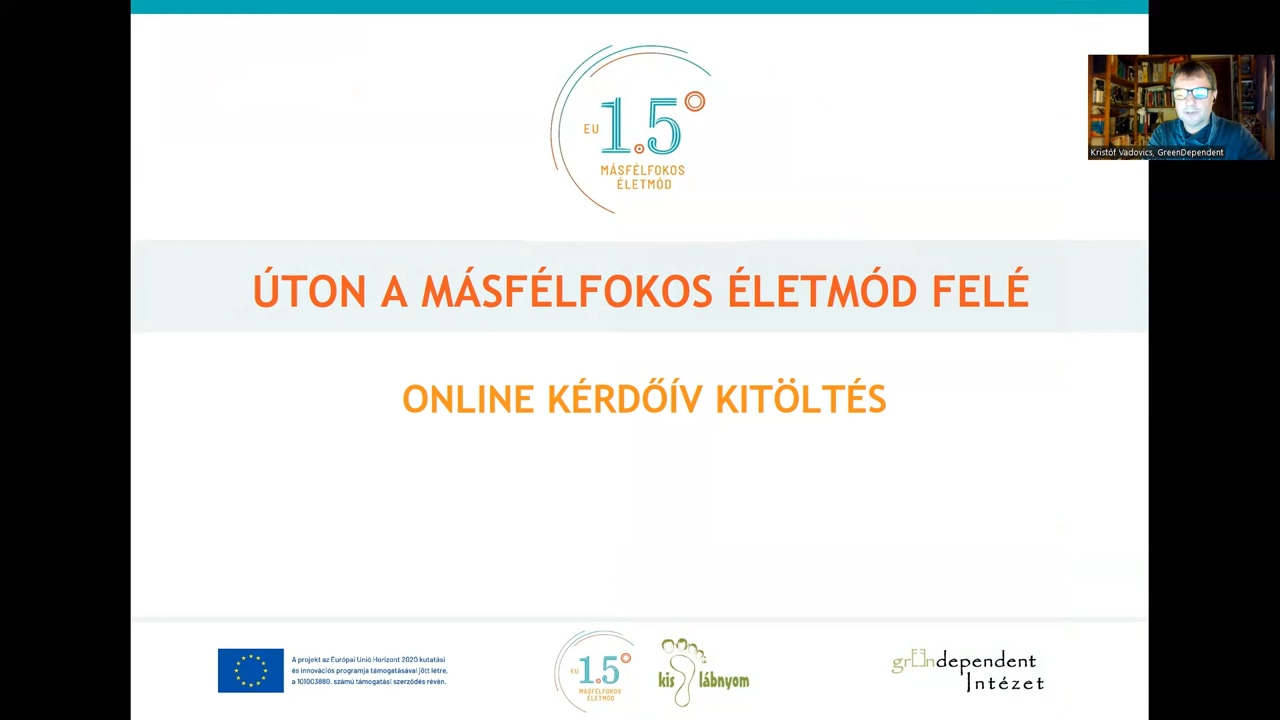 EU 1.5°
MÁSFÉLFOKOS
ÉLETMÓD
Kristóf Vadovics, GreenDependent
ÚTON A MÁSFÉLFOKOS ÉLETMÓD FELÉ
ONLINE KÉRDŐÍV KITÖLTÉS
A projekt az Európai Unió Horizont 2020 kutatási
és innovációs programja támogatásával jött létre,
a 101003880. számú támogatási szerződés révén.
EU 1.5°
MÁSFÉLFOKOS
ÉLETMÓD
kis lábnyom
greendependent
Intézet